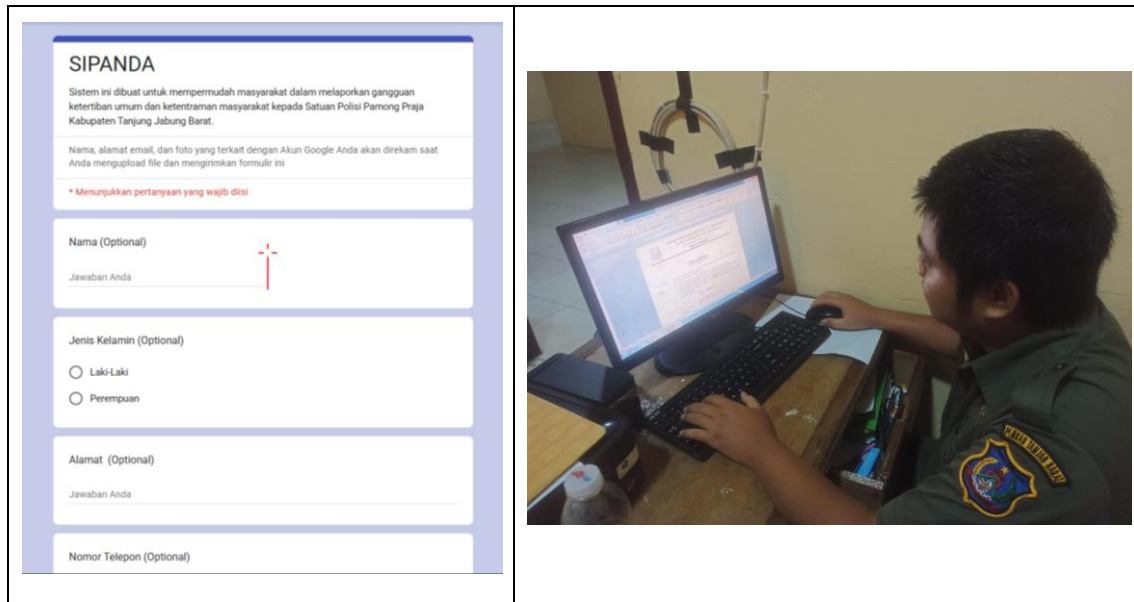 SIPANDA
Sistem ini dibuat untuk mempermudah masyarakat dalam melaporkan gangguan
ketertiban umum dan ketentraman masyarakat kepada Satuan Polisi Pamong Praja
Kabupaten Tanjung Jabung Barat.
Nama, alamat email, dan foto yang terkait dengan Akun Google Anda akan direkam saat
Anda mengupload file dan mengirimkan formulir ini
* Menunjukkan pertanyaan yang wajib diisi
Nama (Optional)
Jawaban Anda
Jenis Kelamin (Optional)
Laki-Laki
Perempuan
Alamat (Optional)
Jawaban Anda
Nomor Telepon (Optional)